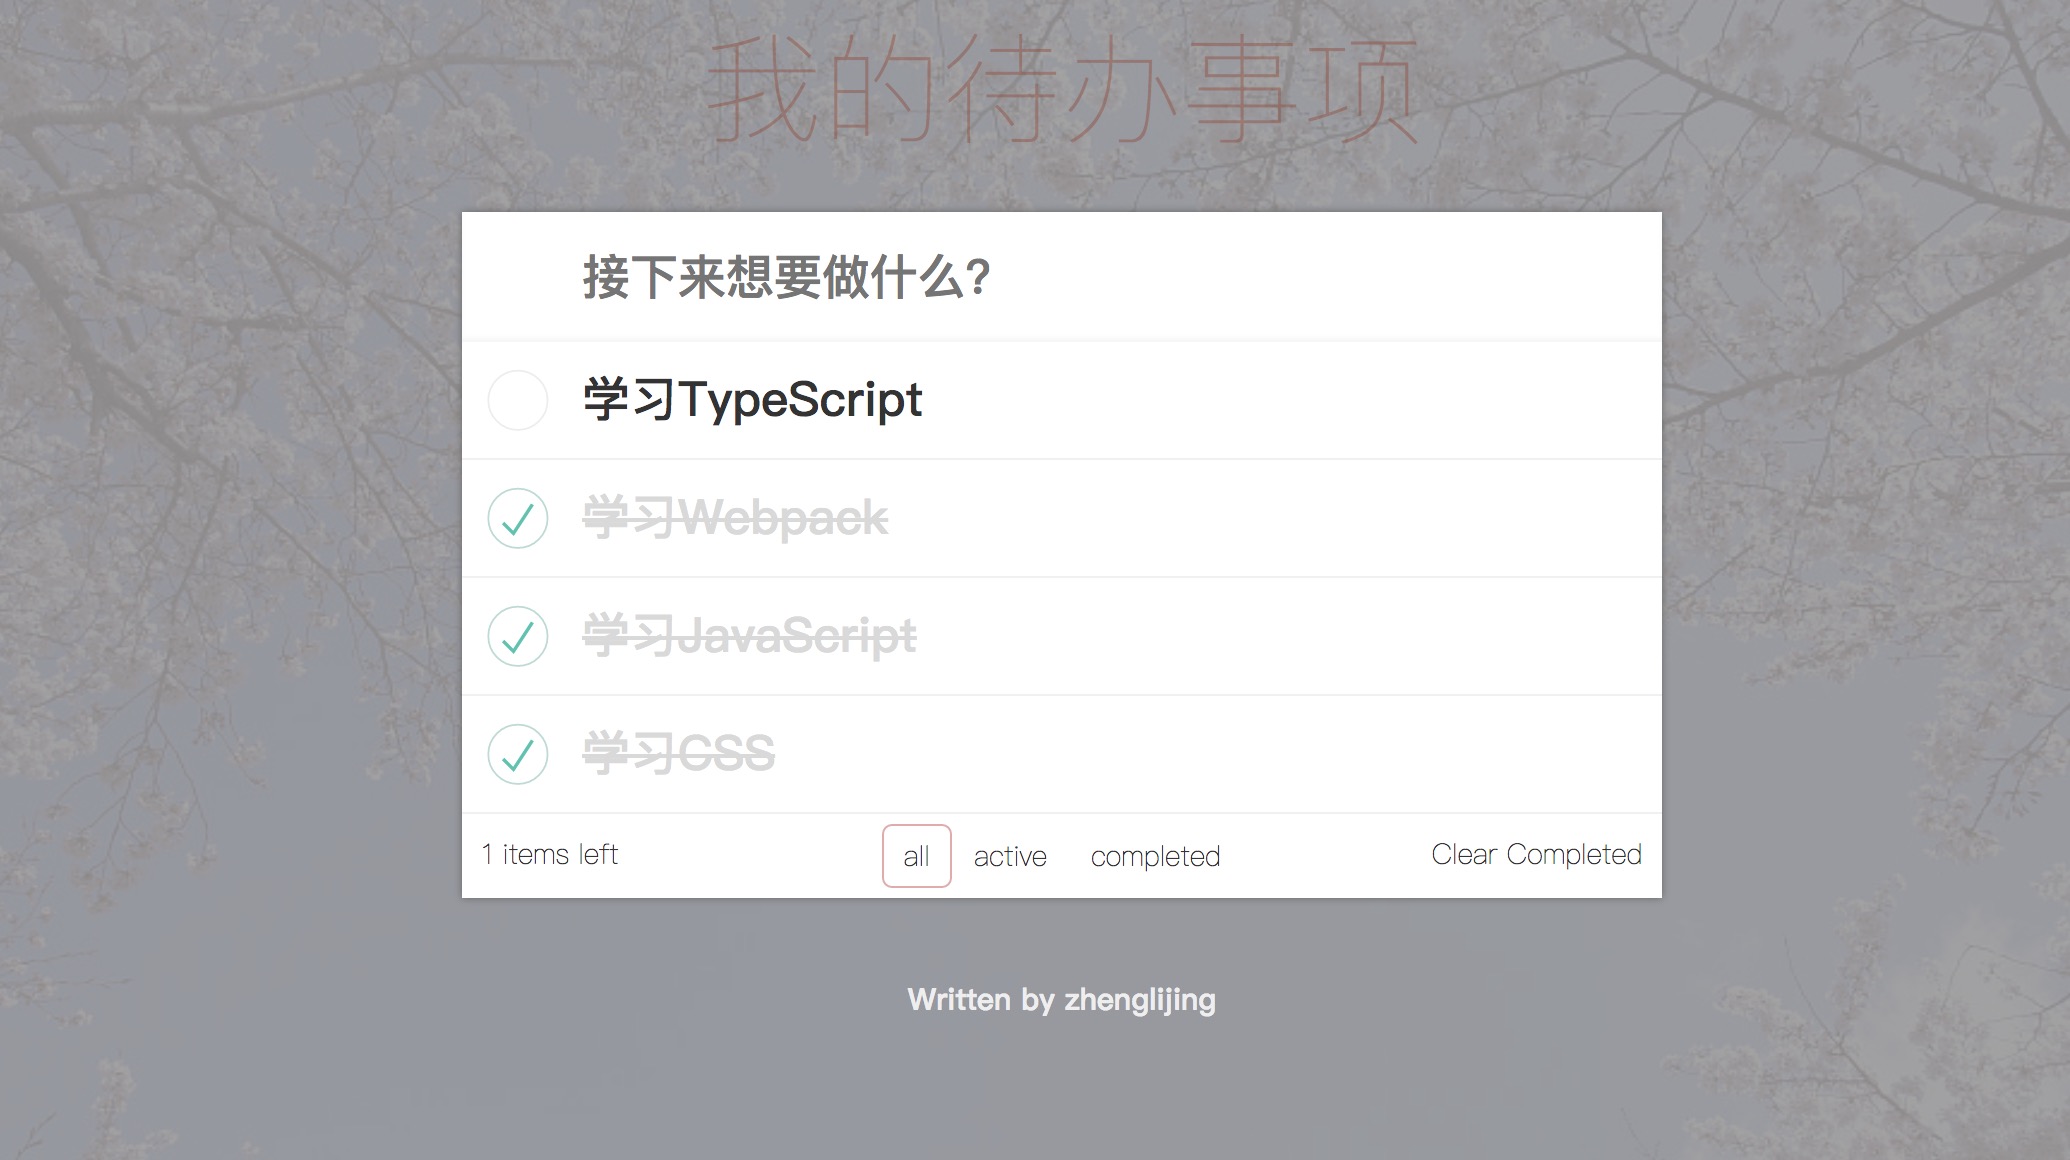 我的待办事项
接下来想要做什么?
学习TypeScript
学习Webpack
学习JavaScript
学习CSS
1 items left all active completed Clear Completed
Written by zhenglijing